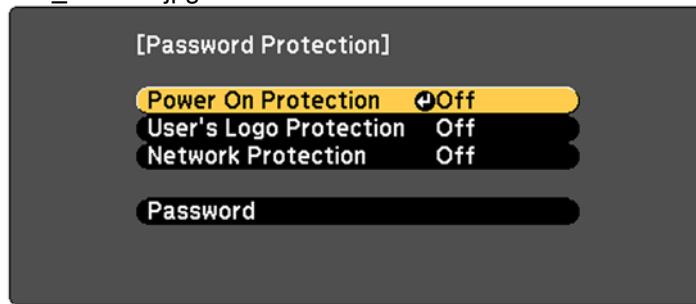 [Password Protection]
Power On Protection Off
User's Logo Protection Off
Network Protection Off
Password